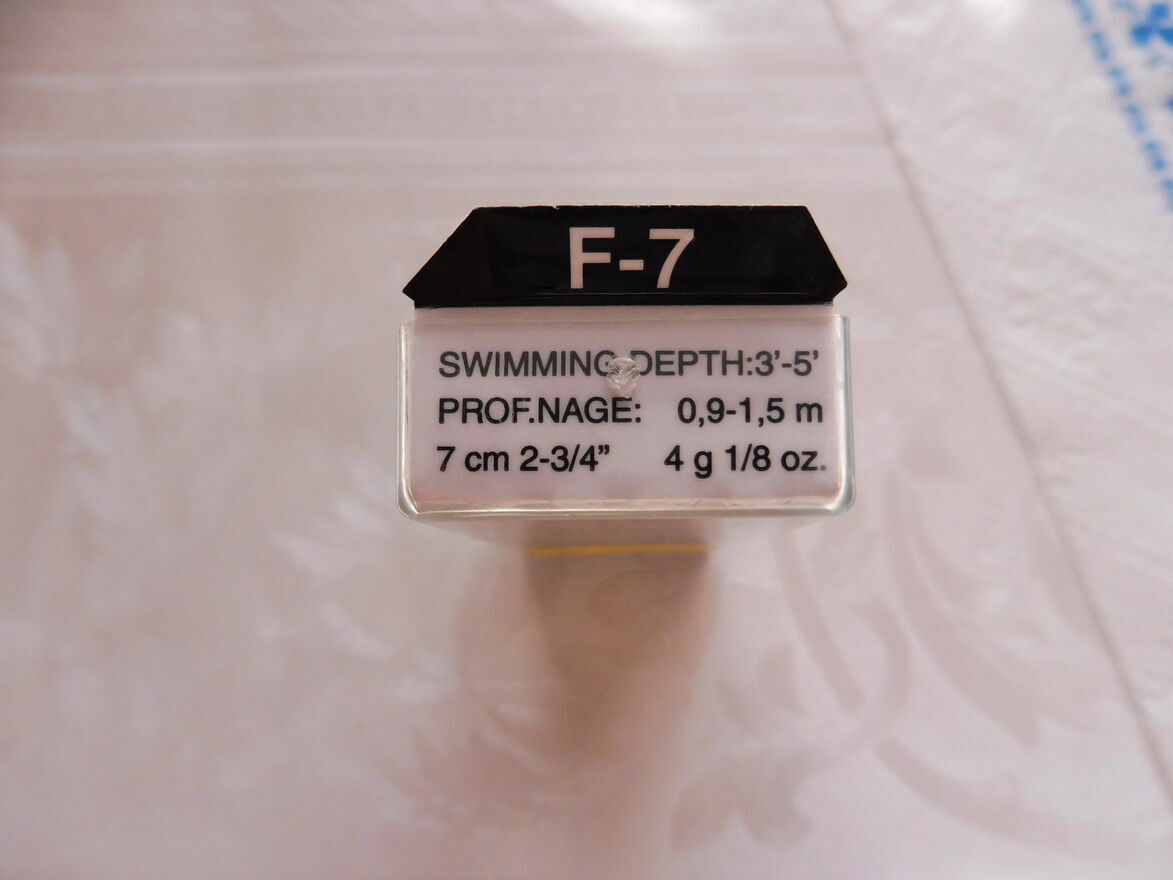 F-7
SWIMMING DEPTH:3'-5'
PROF.NAGE: 0,9-1,5 m
7 cm 2-3/4” 4 g 1/8 oz.